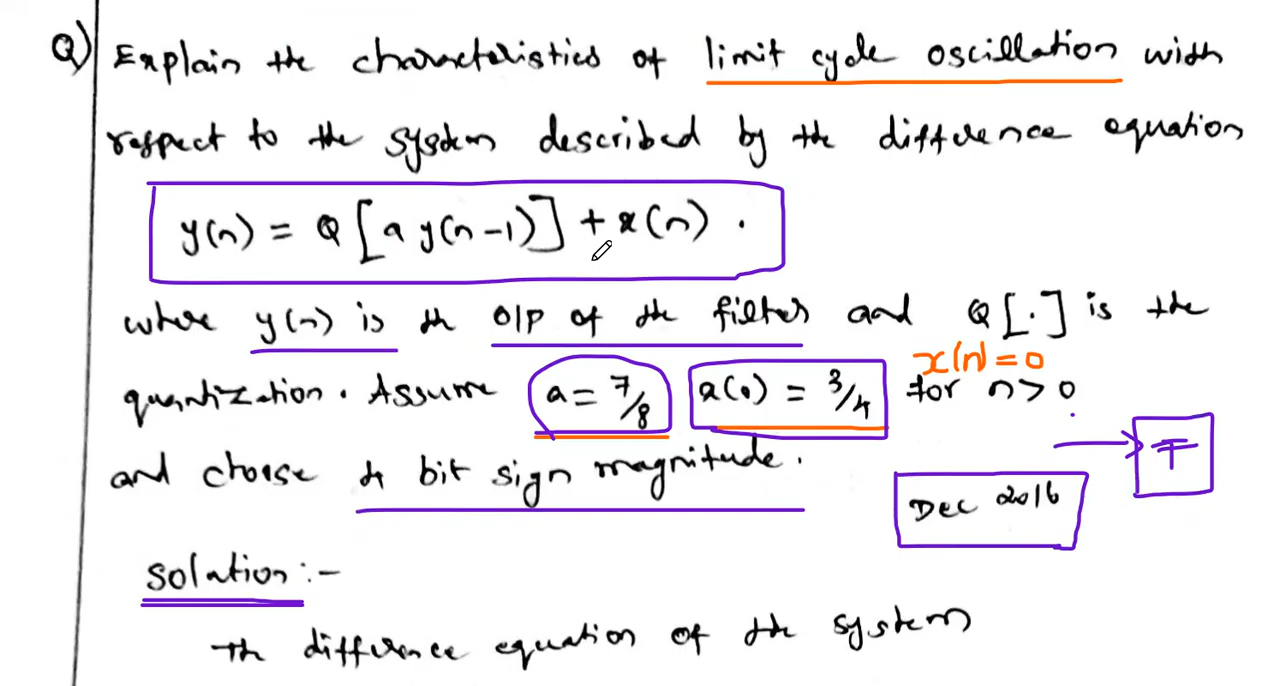 Q) Explain the characteristics of limit cycle oscillation with
respect to the system described by the difference equation
y(n) = Q [a y(n-1)] + x(n) .
where y(n) is the O/P of the filter and Q [.] is the
x(n) = 0
quantization. Assume a = 7/8 x(0) = 3/4 for n > 0
and choose 4 bit sign magnitude.
Dec 2016
Solution :-
The difference equation of the system